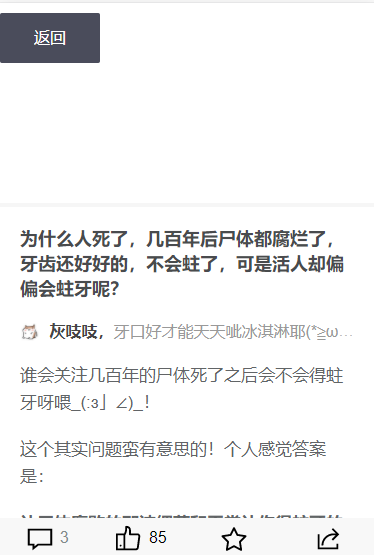 返回
为什么人死了，几百年后尸体都腐烂了，
牙齿还好好的，不会蛀了，可是活人却偏
偏会蛀牙呢？
灰吱吱，牙口好才能天天呲冰淇淋耶(*≧ω…
谁会关注几百年的尸体死了之后会不会得蛀
牙呀喂_(:з」∠)_！
这个其实问题蛮有意思的！个人感觉答案
是：
3 85